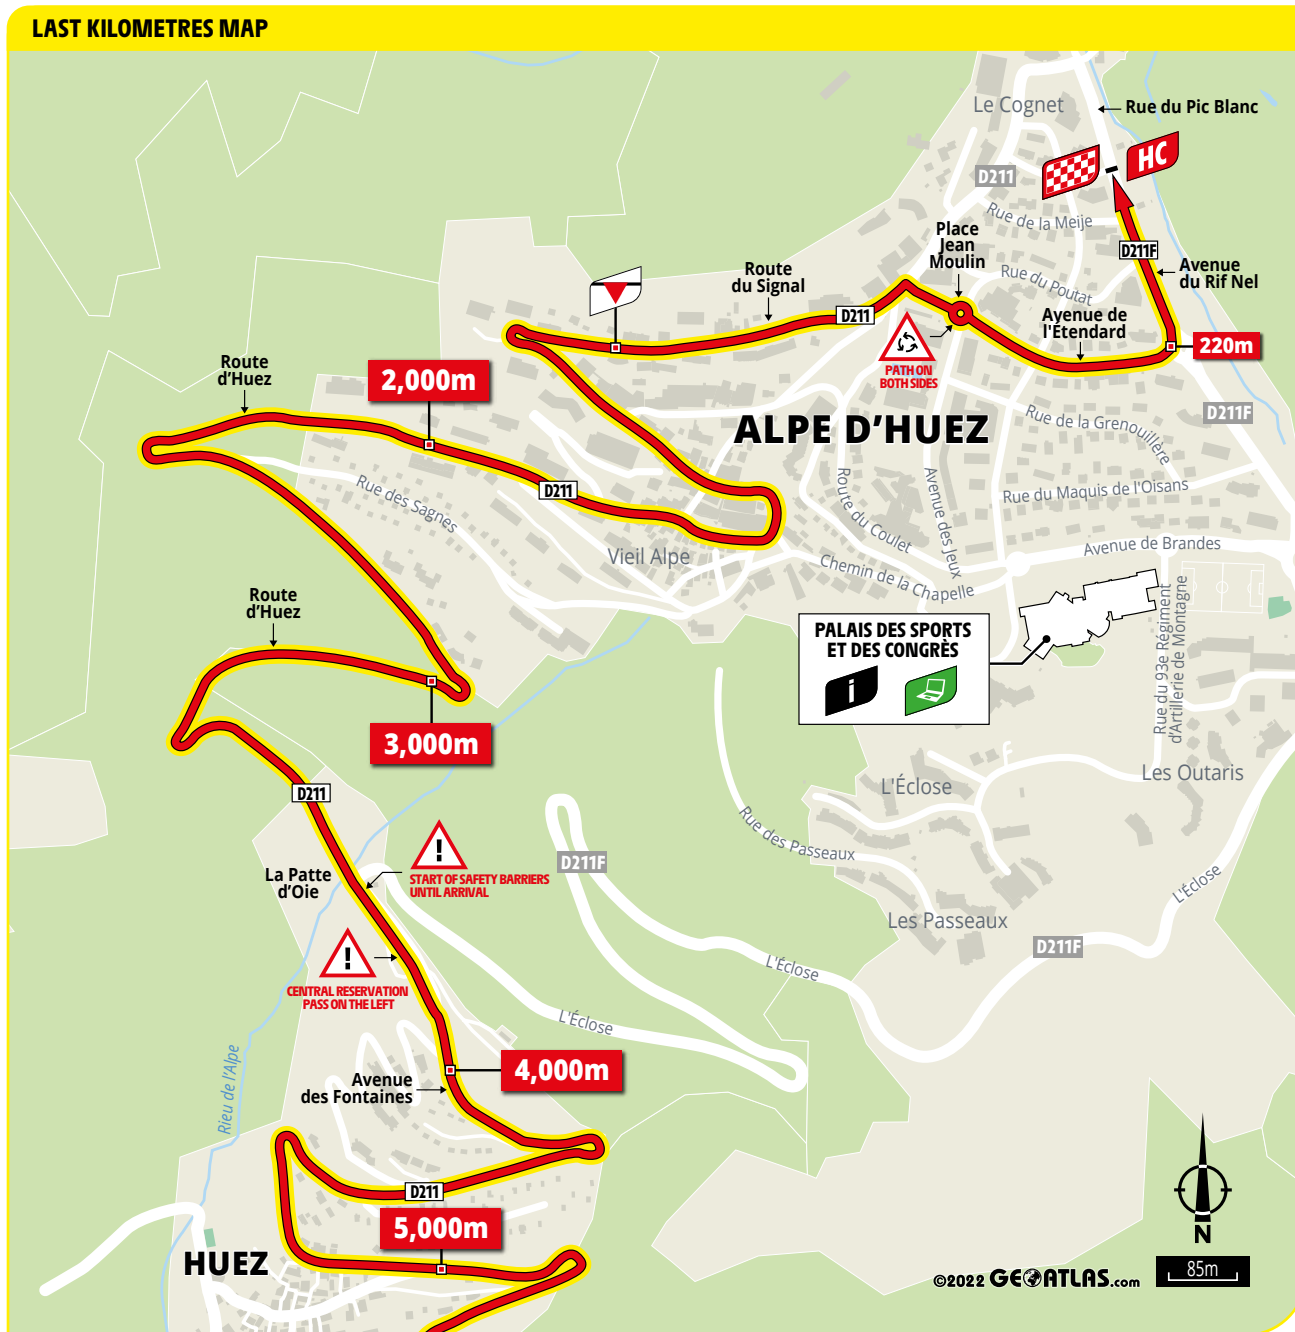 LAST KILOMETRES MAP
Le Cognet
Rue du Pic Blanc
HC
D211
Rue de la Meije
Place
Jean
Moulin
D211F
Avenue
du Rif Nel
Route
du Signal
Rue du Poutat
D211
Avenue de
l'Étendard
220m
PATH ON
BOTH SIDES
Route
d'Huez
2,000m
ALPE D'HUEZ
Rue de la Grenouillère
D211F
Rue des Sagnes
D211
Route du Coulet
Avenue des Jeux
Rue du Maquis de l'Oisans
Vieil Alpe
Chemin de la Chapelle
Avenue de Brandes
Route
d'Huez
PALAIS DES SPORTS
ET DES CONGRÈS
i
Rue du 93e Régiment
d'Artillerie de Montagne
3,000m
L'Éclose
Les Outaris
D211
Rue des Passeaux
!
START OF SAFETY BARRIERS
UNTIL ARRIVAL
D211F
La Patte
d'Oie
L'Éclose
Les Passeaux
D211F
!
CENTRAL RESERVATION
PASS ON THE LEFT
L'Éclose
L'Éclose
4,000m
Avenue
des Fontaines
Rieu de l'Alpe
D211
5,000m
HUEZ
N
©2022 GEOATLAS.com
85m